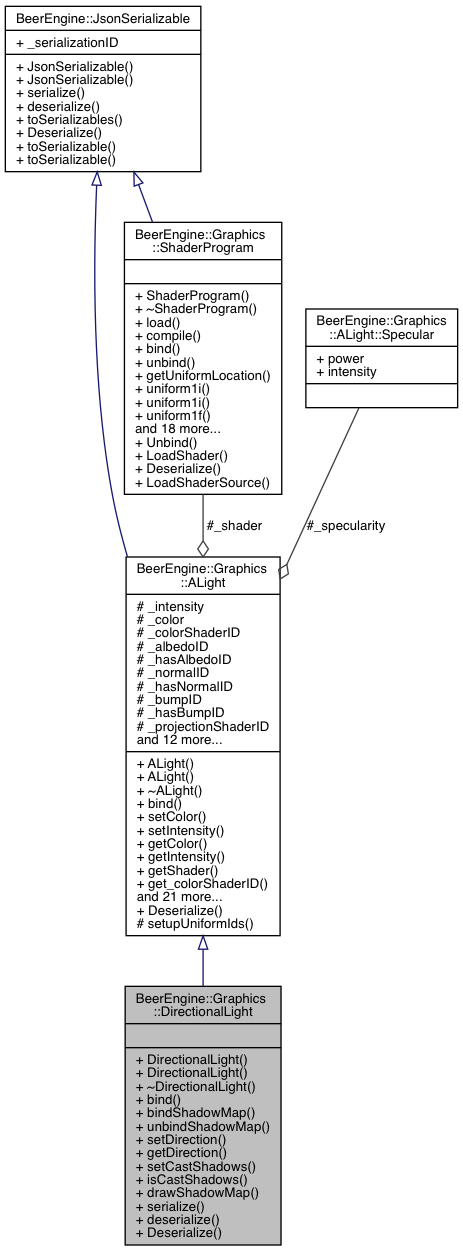 BeerEngine::JsonSerializable
+ _serializationID
+ JsonSerializable()
+ JsonSerializable()
+ serialize()
+ deserialize()
+ toSerializables()
+ Deserialize()
+ toSerializable()
+ toSerializable()
BeerEngine::Graphics
::ShaderProgram
+ ShaderProgram()
+ ~ShaderProgram()
+ load()
+ compile()
+ bind()
+ unbind()
+ getUniformLocation()
+ uniform1i()
+ uniform1i()
+ uniform1f()
and 18 more...
+ Unbind()
+ LoadShader()
+ Deserialize()
+ LoadShaderSource()
BeerEngine::Graphics
::ALight::Specular
+ power
+ intensity
#_shader
#_specularity
BeerEngine::Graphics
::ALight
# _intensity
# _color
# _colorShaderID
# _albedoID
# _hasAlbedoID
# _normalID
# _hasNormalID
# _bumpID
# _hasBumpID
# _projectionShaderID
and 12 more...
+ ALight()
+ ALight()
+ ~ALight()
+ bind()
+ setColor()
+ setIntensity()
+ getColor()
+ getIntensity()
+ getShader()
+ get_colorShaderID()
and 21 more...
+ Deserialize()
# setupUniformIds()
BeerEngine::Graphics
::DirectionalLight
+ DirectionalLight()
+ DirectionalLight()
+ ~DirectionalLight()
+ bind()
+ bindShadowMap()
+ unbindShadowMap()
+ setDirection()
+ getDirection()
+ setCastShadows()
+ isCastShadows()
+ drawShadowMap()
+ serialize()
+ deserialize()
+ Deserialize()